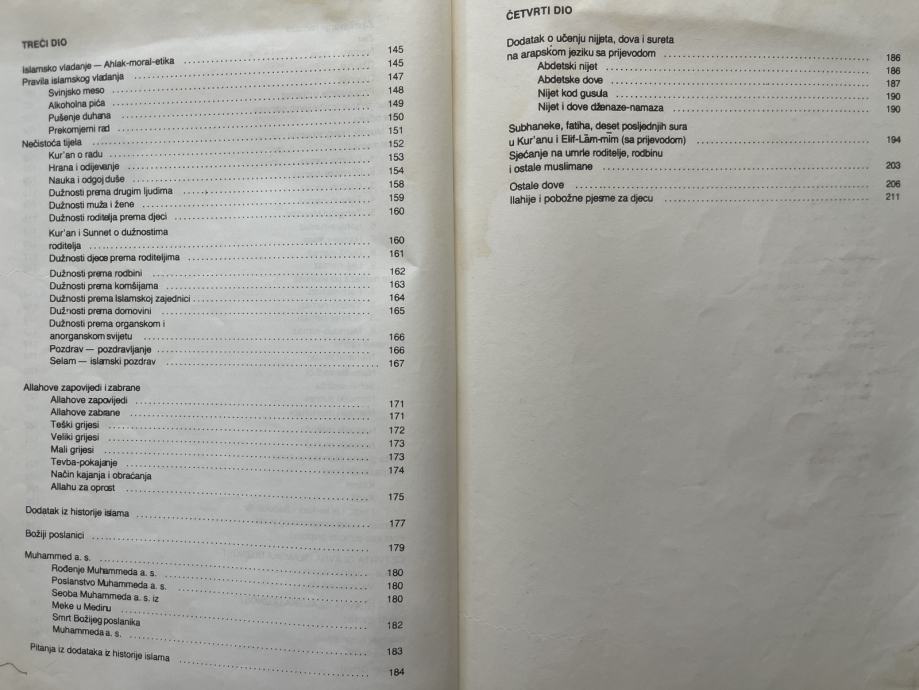 TREĆI DIO
Islamsko vladanje — Ahlak-moral-etika ........ 145
Pravila islamskog vladanja ........ 145
Svinjsko meso ........ 147
Alkoholna pića ........ 148
Pušenje duhana ........ 149
Prekomjerni rad ........ 150
Nečistoća tijela ........ 151
Kur'an o radu ........ 152
Hrana i odijevanje ........ 153
Nauka i odgoj duše ........ 154
Dužnosti prema drugim ljudima ........ 158
Dužnosti muža i žene ........ 159
Dužnosti roditelja prema djeci ........ 160
Kur'an i Sunnet o dužnostima
roditelja ........ 160
Dužnosti djece prema roditeljima ........ 161
Dužnosti prema rodbini ........ 162
Dužnosti prema komšijama ........ 163
Dužnosti prema Islamskoj zajednici ........ 164
Dužnosti prema domovini ........ 165
Dužnosti prema organskom i
anorganskom svijetu ........ 166
Pozdrav — pozdravljanje ........ 166
Selam — islamski pozdrav ........ 167
Allahove zapovijedi i zabrane
Allahove zapovijedi ........ 171
Allahove zabrane ........ 171
Teški grijesi ........ 172
Veliki grijesi ........ 173
Mali grijesi ........ 173
Tevba-pokajanje ........ 174
Način kajanja i obraćanja
Allahu za oprost ........ 175
Dodatak iz historije islama ........ 177
Božiji poslanici ........ 179
Muhammed a. s. ........ 180
Rođenje Muhammeda a. s. ........ 180
Poslanstvo Muhammeda a. s. ........ 180
Seoba Muhammeda a. s. iz
Meke u Medinu ........ 182
Smrt Božijeg poslanika
Muhammeda a. s. ........ 183
Pitanja iz dodataka iz historije islama ........ 184
ČETVRTI DIO
Dodatak o učenju nijjeta, dova i sureta
na arapskom jeziku sa prijevodom ........ 186
Abdetski nijet ........ 186
Abdetske dove ........ 187
Nijet kod gusula ........ 190
Nijet i dove dženaze-namaza ........ 190
Subhaneke, fatiha, deset posljednjih sura
u Kur'anu i Elif-Lām-mīm (sa prijevodom) ........ 194
Sjećanje na umrle roditelje, rodbinu
i ostale muslimane ........ 203
Ostale dove ........ 206
Ilahije i pobožne pjesme za djecu ........ 211